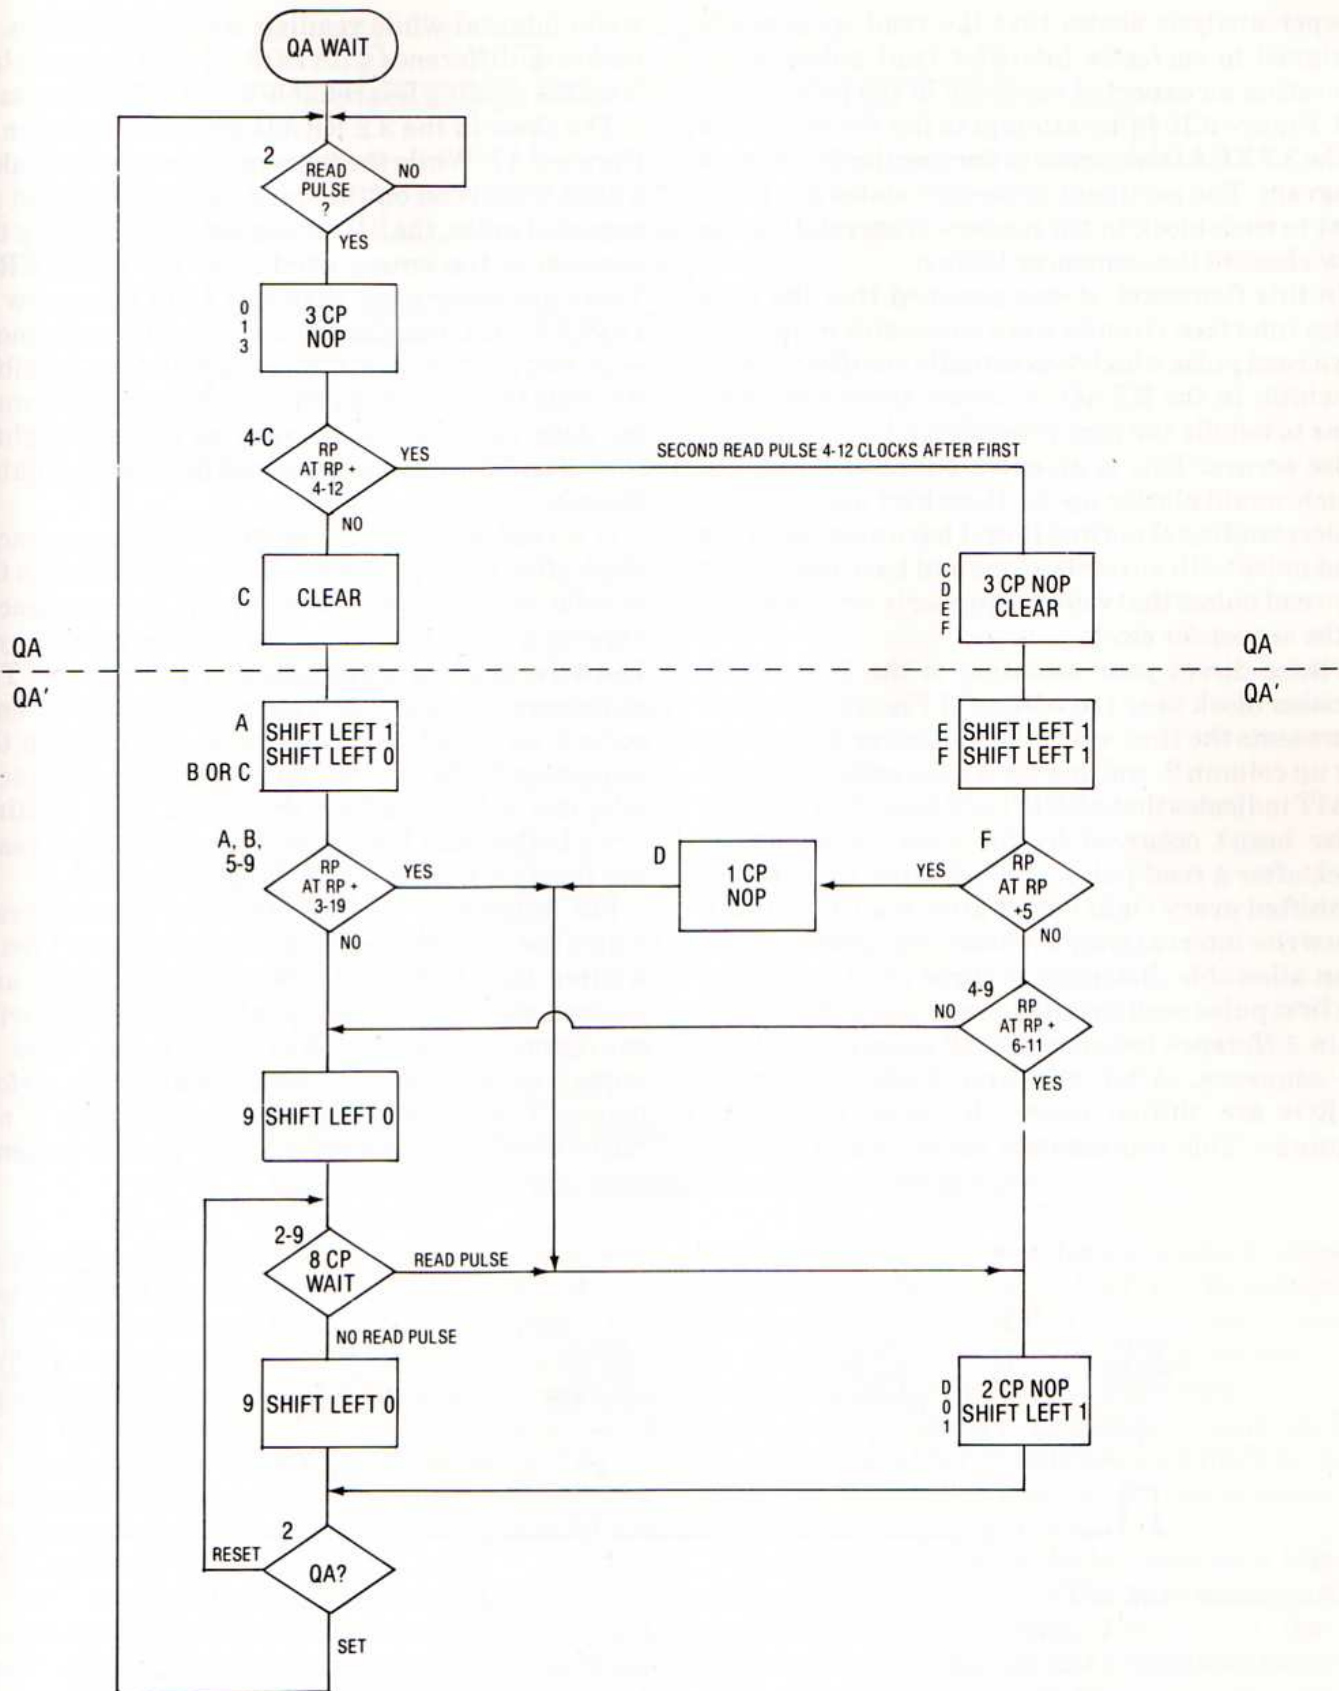 QA WAIT
2
READ
PULSE
?
NO
YES
0
1
3
3 CP
NOP
4-C
RP
AT RP +
4-12
YES
SECOND READ PULSE 4-12 CLOCKS AFTER FIRST
NO
C
CLEAR
C
D
E
F
3 CP NOP
CLEAR
QA
QA
QA'
QA'
A
B OR C
SHIFT LEFT 1
SHIFT LEFT 0
E
F
SHIFT LEFT 1
SHIFT LEFT 1
A, B,
5-9
RP
AT RP +
3-19
YES
NO
D
1 CP
NOP
YES
F
RP
AT RP
+5
NO
4-9
RP
AT RP +
6-11
NO
YES
9
SHIFT LEFT 0
2-9
8 CP
WAIT
READ PULSE
NO READ PULSE
9
SHIFT LEFT 0
D
0
1
2 CP NOP
SHIFT LEFT 1
2
RESET
QA?
SET